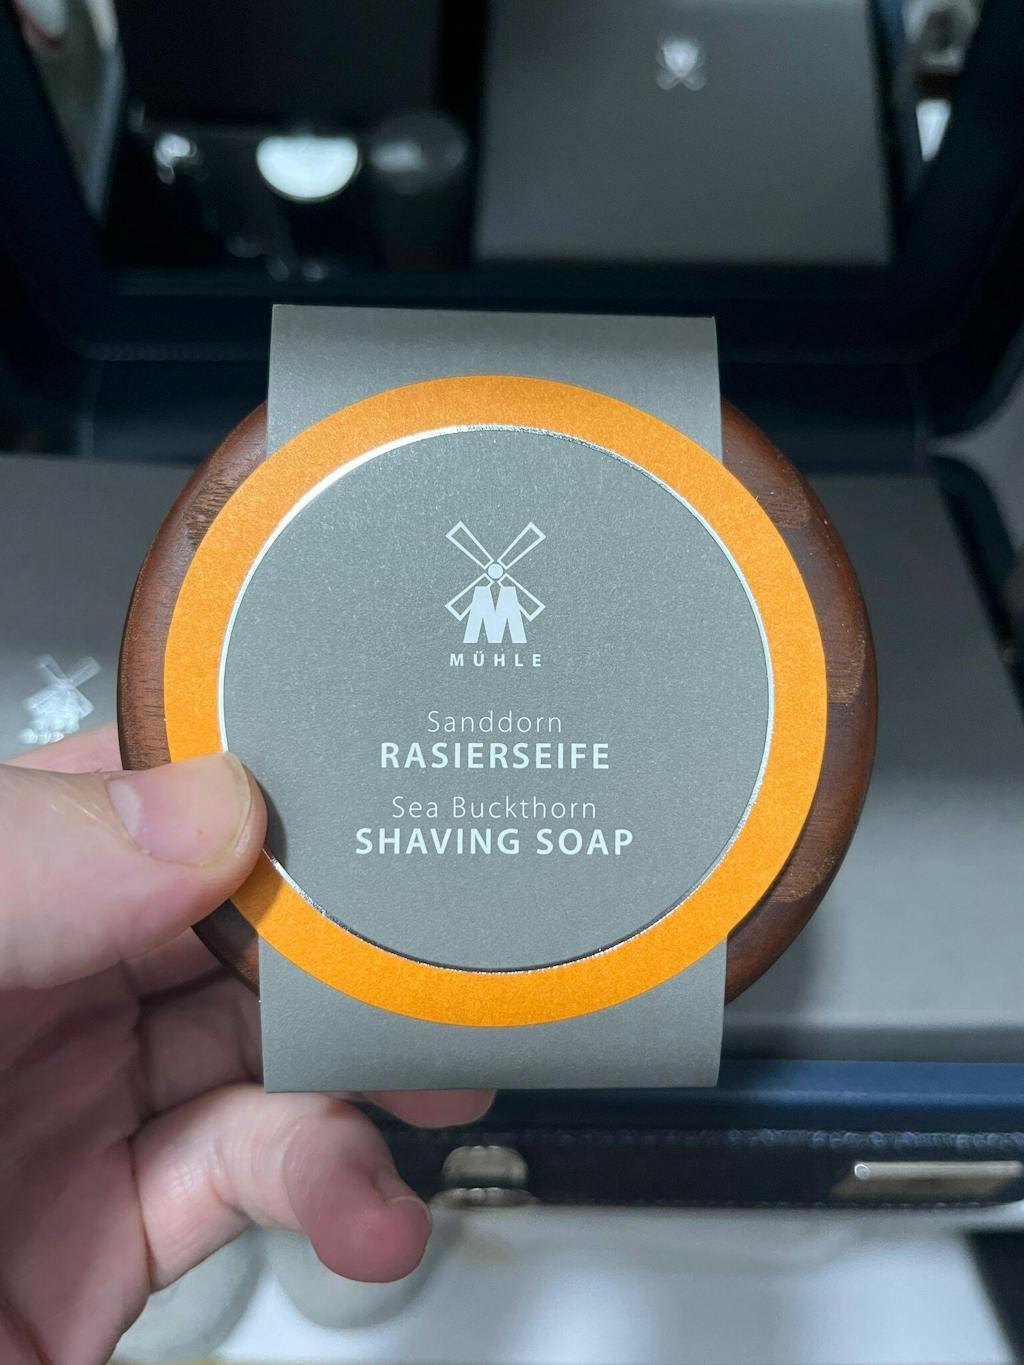 M
MÜHLE
Sanddorn
RASIERSEIFE
Sea Buckthorn
SHAVING SOAP